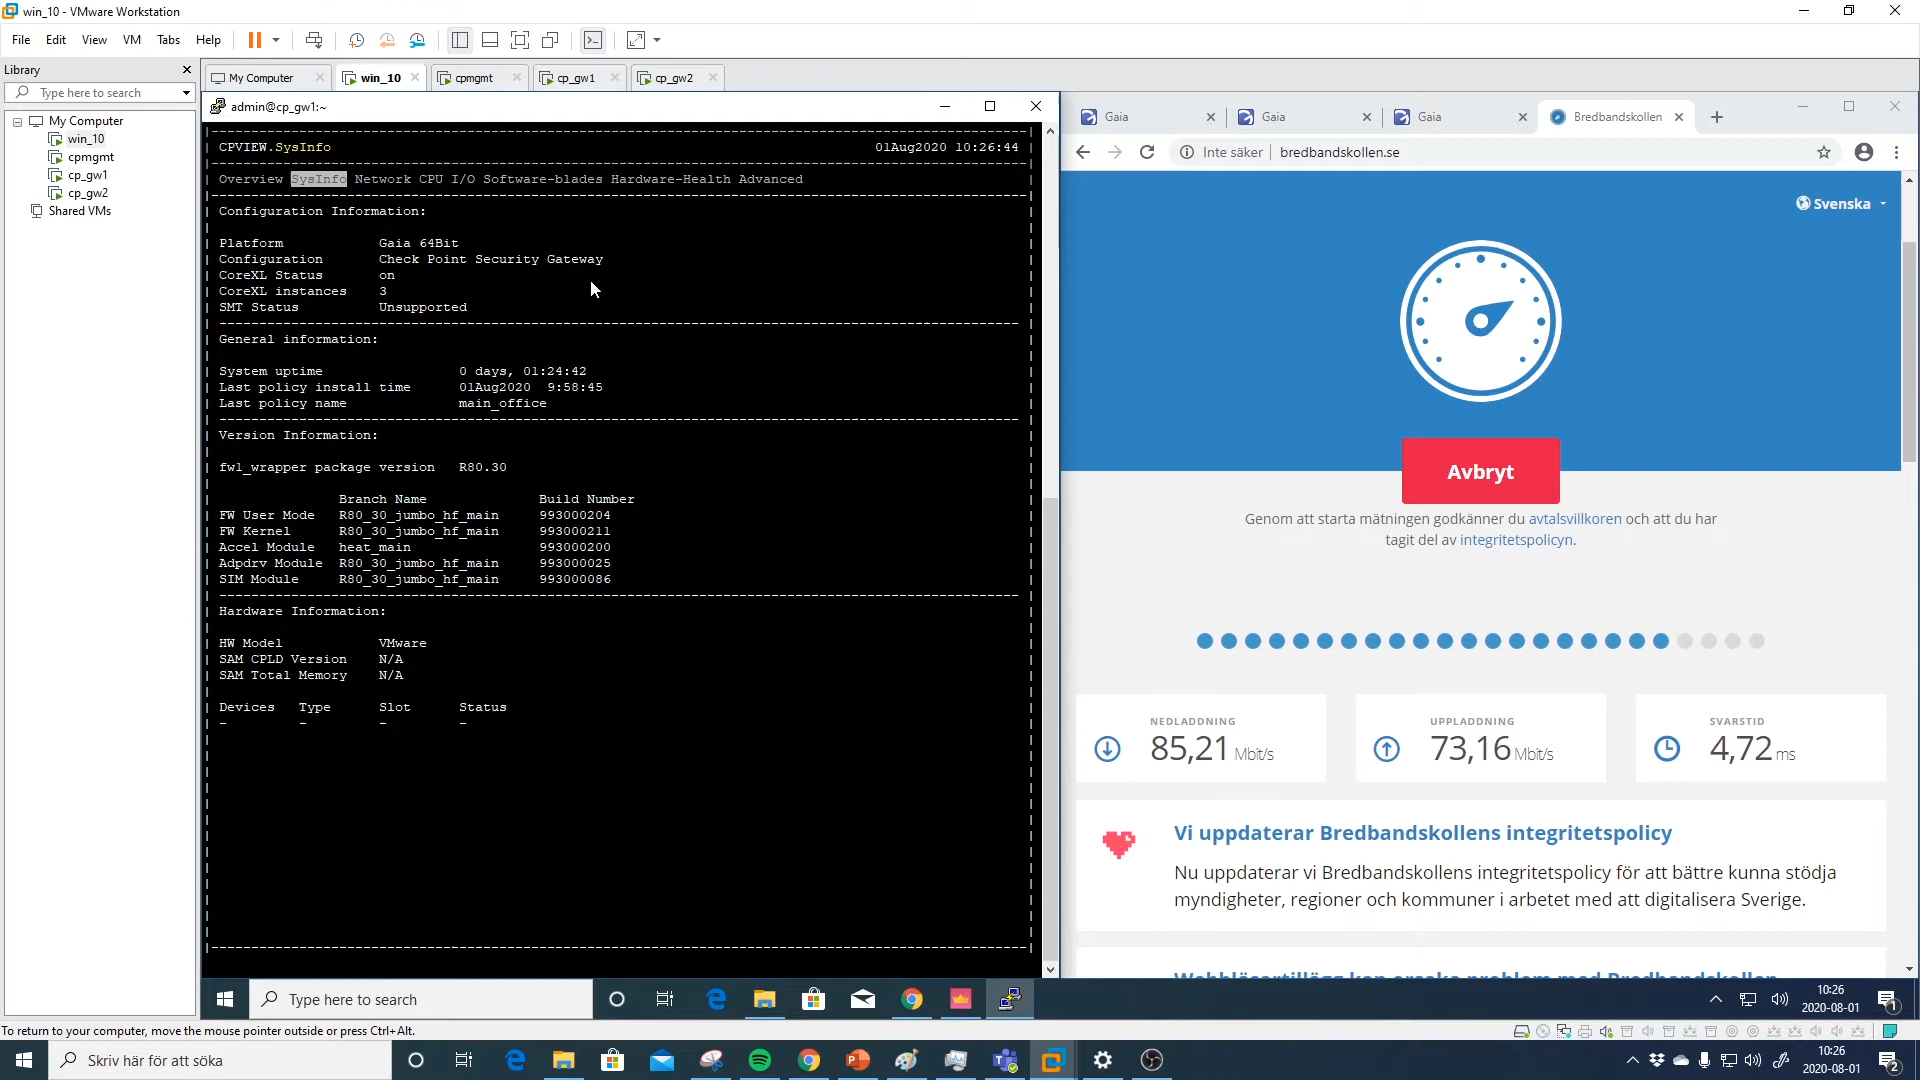 win_10 - VMware Workstation
File Edit View VM Tabs Help
Library
Type here to search
My Computer
win_10
cpmgmt
cp_gw1
cp_gw2
Shared VMs
My Computer win_10 cpmgmt cp_gw1 cp_gw2
admin@cp_gw1:~
CPVIEW.SysInfo 01Aug2020 10:26:44
Overview SysInfo Network CPU I/O Software-blades Hardware-Health Advanced
Configuration Information:
Platform Gaia 64Bit
Configuration Check Point Security Gateway
CoreXL Status on
CoreXL instances 3
SMT Status Unsupported
General information:
System uptime 0 days, 01:24:42
Last policy install time 01Aug2020 9:58:45
Last policy name main_office
Version Information:
fw1_wrapper package version R80.30
Branch Name Build Number
FW User Mode R80_30_jumbo_hf_main 993000204
FW Kernel R80_30_jumbo_hf_main 993000211
Accel Module heat_main 993000200
Adpdrv Module R80_30_jumbo_hf_main 993000025
SIM Module R80_30_jumbo_hf_main 993000086
Hardware Information:
HW Model VMware
SAM CPLD Version N/A
SAM Total Memory N/A
Devices Type Slot Status
- - - -
Gaia Gaia Gaia Bredbandskollen
Inte säker bredbandskollen.se
Svenska
Avbryt
Genom att starta mätningen godkänner du avtalsvillkoren och att du har
tagit del av integritetspolicyn.
NEDLADDNING
85,21 Mbit/s
UPPLADDNING
73,16 Mbit/s
SVARSTID
4,72 ms
Vi uppdaterar Bredbandskollens integritetspolicy
Nu uppdaterar vi Bredbandskollens integritetspolicy för att bättre kunna stödja
myndigheter, regioner och kommuner i arbetet med att digitalisera Sverige.
Webbläsartillägg kan orsaka problem med Bredbandskollen
Type here to search
10:26
2020-08-01
1
To return to your computer, move the mouse pointer outside or press Ctrl+Alt.
Skriv här för att söka
10:26
2020-08-01
2